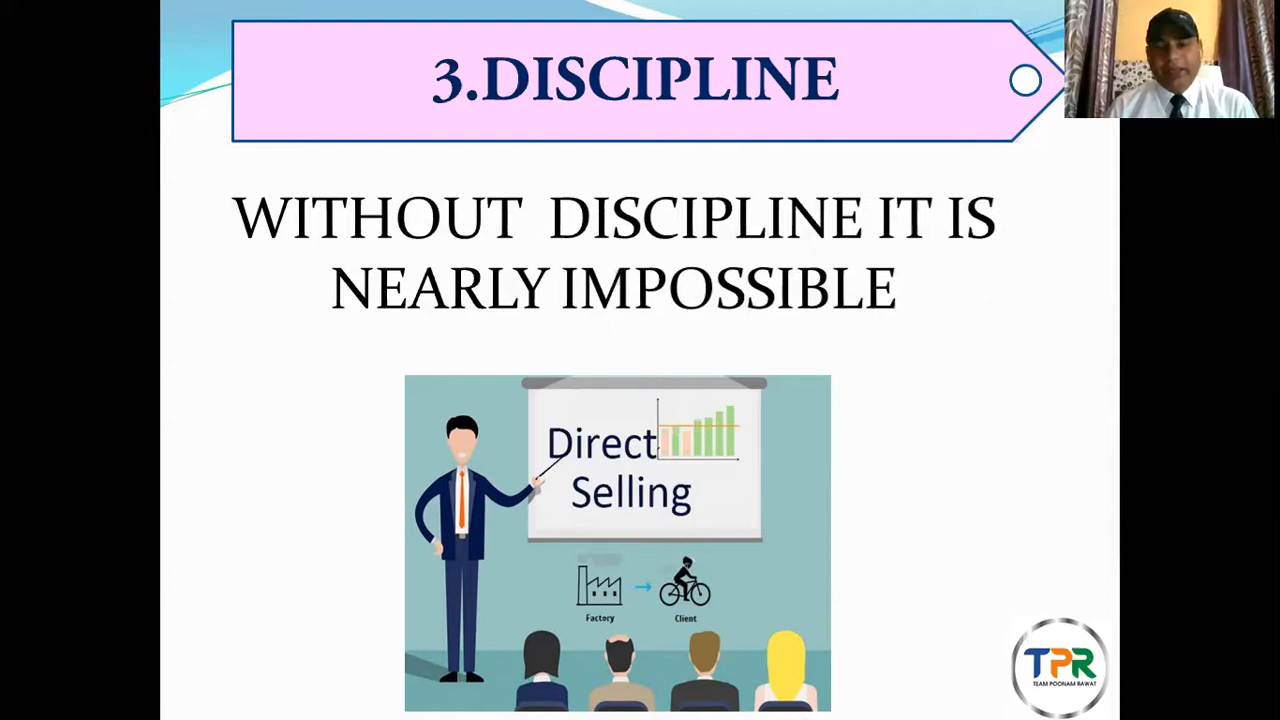 3.DISCIPLINE
WITHOUT DISCIPLINE IT IS
NEARLY IMPOSSIBLE
Direct
Selling
Factory
Client
TPR
TEAM POONAM RAWAT